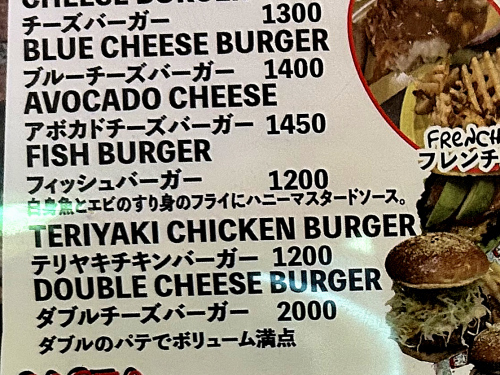 CHEESE BURGER
チーズバーガー 1300
BLUE CHEESE BURGER
ブルーチーズバーガー 1400
AVOCADO CHEESE
アボカドチーズバーガー 1450
FISH BURGER
フィッシュバーガー 1200
白身魚とエビのすり身のフライにハニーマスタードソース。
TERIYAKI CHICKEN BURGER
テリヤキチキンバーガー 1200
DOUBLE CHEESE BURGER
ダブルチーズバーガー 2000
ダブルのパテでボリューム満点
FRENCH
フレンチ